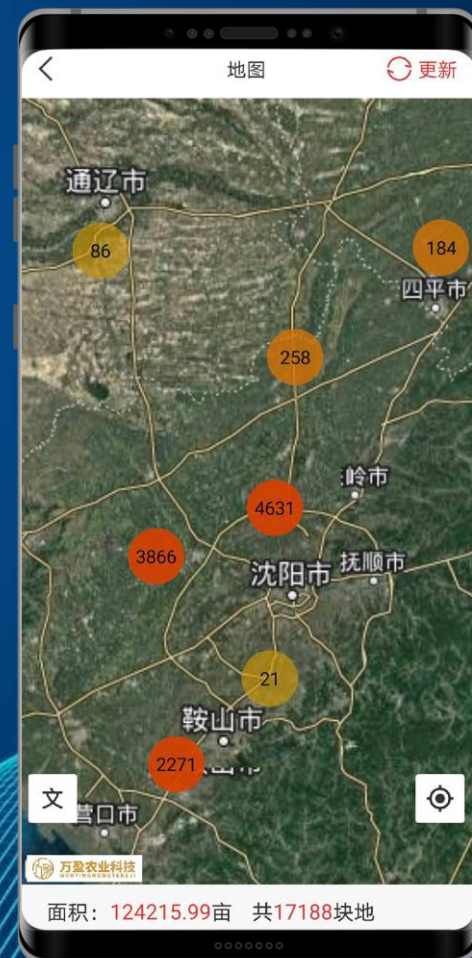 地图
更新
通辽市
86
184
四平市
258
岭市
4631
3866
抚顺市
沈阳市
21
鞍山市
2271
文
营口市
万盈农业科技
面积：124215.99亩 共17188块地